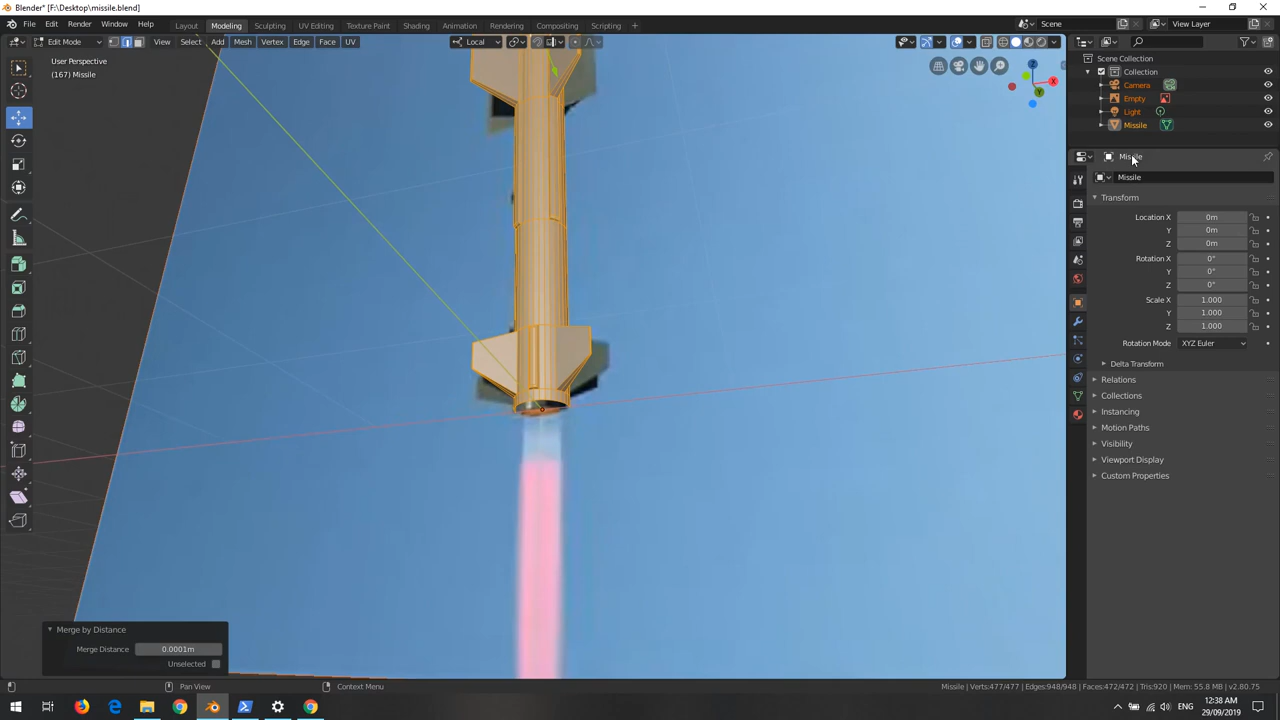 Blender* [F:\Desktop\missile.blend]
File Edit Render Window Help Layout Modeling Sculpting UV Editing Texture Paint Shading Animation Rendering Compositing Scripting + Scene View Layer
Edit Mode View Select Add Mesh Vertex Edge Face UV Local
User Perspective
(167) Missile
Z
X
Y
Scene Collection
Collection
Camera
Empty
Light
Missile
Missile
Missile
Transform
Location X 0m
Y 0m
Z 0m
Rotation X 0°
Y 0°
Z 0°
Scale X 1.000
Y 1.000
Z 1.000
Rotation Mode XYZ Euler
Delta Transform
Relations
Collections
Instancing
Motion Paths
Visibility
Viewport Display
Custom Properties
Merge by Distance
Merge Distance 0.0001m
Unselected
Pan View Context Menu Missile | Verts:477/477 | Edges:948/948 | Faces:472/472 | Tris:920 | Mem: 55.8 MB | v2.80.75
ENG 12:38 AM
29/09/2019